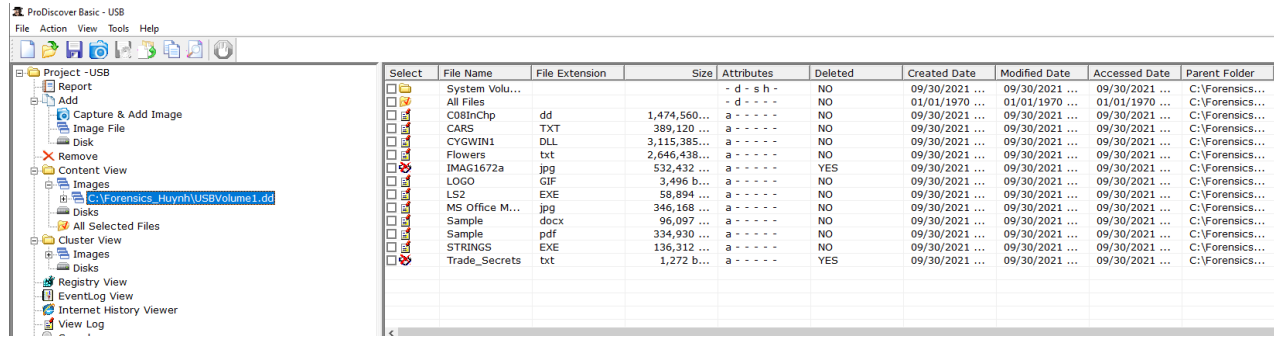 ProDiscover Basic - USB
File Action View Tools Help
Project -USB
Report
Add
Capture & Add Image
Image File
Disk
Remove
Content View
Images
C:\Forensics_Huynh\USBVolume1.dd
Disks
All Selected Files
Cluster View
Images
Disks
Registry View
EventLog View
Internet History Viewer
View Log
Select File Name File Extension Size Attributes Deleted Created Date Modified Date Accessed Date Parent Folder
System Volu... - d - s h - NO 09/30/2021 ... 09/30/2021 ... 09/30/2021 ... C:\Forensics...
All Files - d - - - - NO 01/01/1970 ... 01/01/1970 ... 01/01/1970 ... C:\Forensics...
C08InChp dd 1,474,560... a - - - - - NO 09/30/2021 ... 09/30/2021 ... 09/30/2021 ... C:\Forensics...
CARS TXT 389,120 ... a - - - - - NO 09/30/2021 ... 09/30/2021 ... 09/30/2021 ... C:\Forensics...
CYGWIN1 DLL 3,115,385... a - - - - - NO 09/30/2021 ... 09/30/2021 ... 09/30/2021 ... C:\Forensics...
Flowers txt 2,646,438... a - - - - - NO 09/30/2021 ... 09/30/2021 ... 09/30/2021 ... C:\Forensics...
IMAG1672a jpg 532,432 ... a - - - - - YES 09/30/2021 ... 09/30/2021 ... 09/30/2021 ... C:\Forensics...
LOGO GIF 3,496 b... a - - - - - NO 09/30/2021 ... 09/30/2021 ... 09/30/2021 ... C:\Forensics...
LS2 EXE 58,894 ... a - - - - - NO 09/30/2021 ... 09/30/2021 ... 09/30/2021 ... C:\Forensics...
MS Office M... jpg 346,168 ... a - - - - - NO 09/30/2021 ... 09/30/2021 ... 09/30/2021 ... C:\Forensics...
Sample docx 96,097 ... a - - - - - NO 09/30/2021 ... 09/30/2021 ... 09/30/2021 ... C:\Forensics...
Sample pdf 334,930 ... a - - - - - NO 09/30/2021 ... 09/30/2021 ... 09/30/2021 ... C:\Forensics...
STRINGS EXE 136,312 ... a - - - - - NO 09/30/2021 ... 09/30/2021 ... 09/30/2021 ... C:\Forensics...
Trade_Secrets txt 1,272 b... a - - - - - YES 09/30/2021 ... 09/30/2021 ... 09/30/2021 ... C:\Forensics...